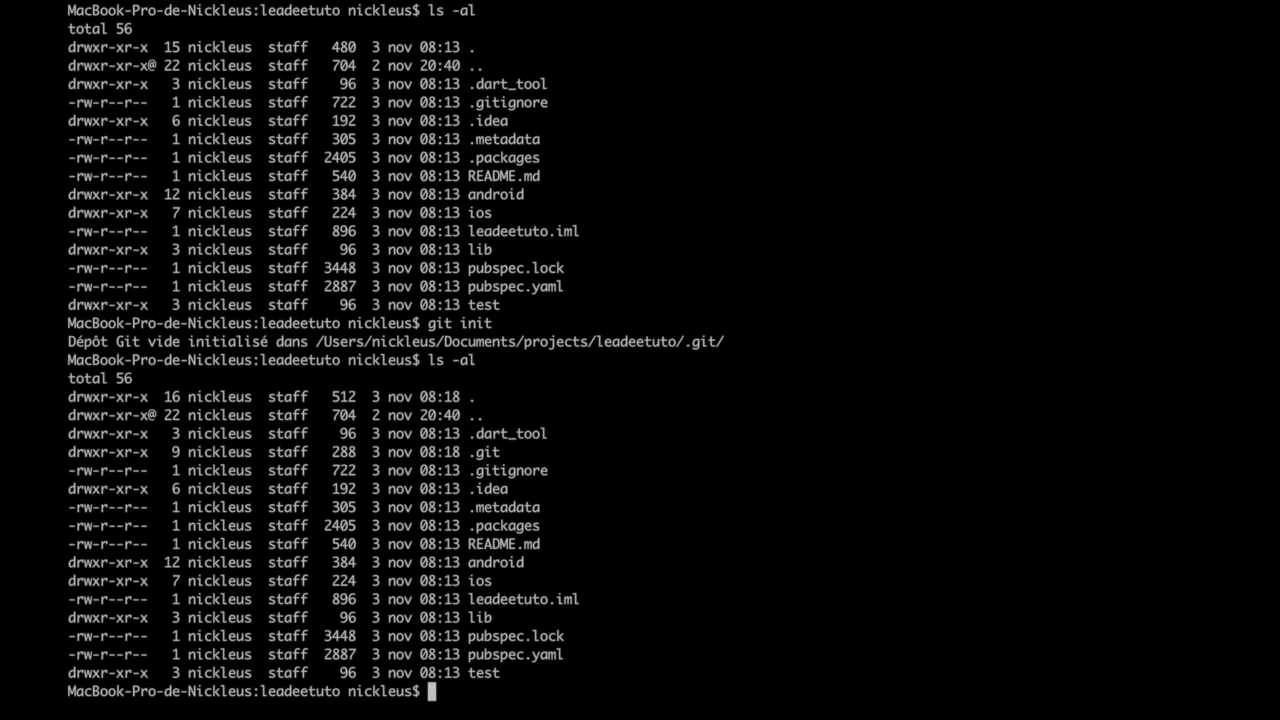 MacBook-Pro-de-Nickleus:leadeetuto nickleus$ ls -al
total 56
drwxr-xr-x  15 nickleus  staff   480  3 nov 08:13 .
drwxr-xr-x@ 22 nickleus  staff   704  2 nov 20:40 ..
drwxr-xr-x   3 nickleus  staff    96  3 nov 08:13 .dart_tool
-rw-r--r--   1 nickleus  staff   722  3 nov 08:13 .gitignore
drwxr-xr-x   6 nickleus  staff   192  3 nov 08:13 .idea
-rw-r--r--   1 nickleus  staff   305  3 nov 08:13 .metadata
-rw-r--r--   1 nickleus  staff  2405  3 nov 08:13 .packages
-rw-r--r--   1 nickleus  staff   540  3 nov 08:13 README.md
drwxr-xr-x  12 nickleus  staff   384  3 nov 08:13 android
drwxr-xr-x   7 nickleus  staff   224  3 nov 08:13 ios
-rw-r--r--   1 nickleus  staff   896  3 nov 08:13 leadeetuto.iml
drwxr-xr-x   3 nickleus  staff    96  3 nov 08:13 lib
-rw-r--r--   1 nickleus  staff  3448  3 nov 08:13 pubspec.lock
-rw-r--r--   1 nickleus  staff  2887  3 nov 08:13 pubspec.yaml
drwxr-xr-x   3 nickleus  staff    96  3 nov 08:13 test
MacBook-Pro-de-Nickleus:leadeetuto nickleus$ git init
Dépôt Git vide initialisé dans /Users/nickleus/Documents/projects/leadeetuto/.git/
MacBook-Pro-de-Nickleus:leadeetuto nickleus$ ls -al
total 56
drwxr-xr-x  16 nickleus  staff   512  3 nov 08:18 .
drwxr-xr-x@ 22 nickleus  staff   704  2 nov 20:40 ..
drwxr-xr-x   3 nickleus  staff    96  3 nov 08:13 .dart_tool
drwxr-xr-x   9 nickleus  staff   288  3 nov 08:18 .git
-rw-r--r--   1 nickleus  staff   722  3 nov 08:13 .gitignore
drwxr-xr-x   6 nickleus  staff   192  3 nov 08:13 .idea
-rw-r--r--   1 nickleus  staff   305  3 nov 08:13 .metadata
-rw-r--r--   1 nickleus  staff  2405  3 nov 08:13 .packages
-rw-r--r--   1 nickleus  staff   540  3 nov 08:13 README.md
drwxr-xr-x  12 nickleus  staff   384  3 nov 08:13 android
drwxr-xr-x   7 nickleus  staff   224  3 nov 08:13 ios
-rw-r--r--   1 nickleus  staff   896  3 nov 08:13 leadeetuto.iml
drwxr-xr-x   3 nickleus  staff    96  3 nov 08:13 lib
-rw-r--r--   1 nickleus  staff  3448  3 nov 08:13 pubspec.lock
-rw-r--r--   1 nickleus  staff  2887  3 nov 08:13 pubspec.yaml
drwxr-xr-x   3 nickleus  staff    96  3 nov 08:13 test
MacBook-Pro-de-Nickleus:leadeetuto nickleus$